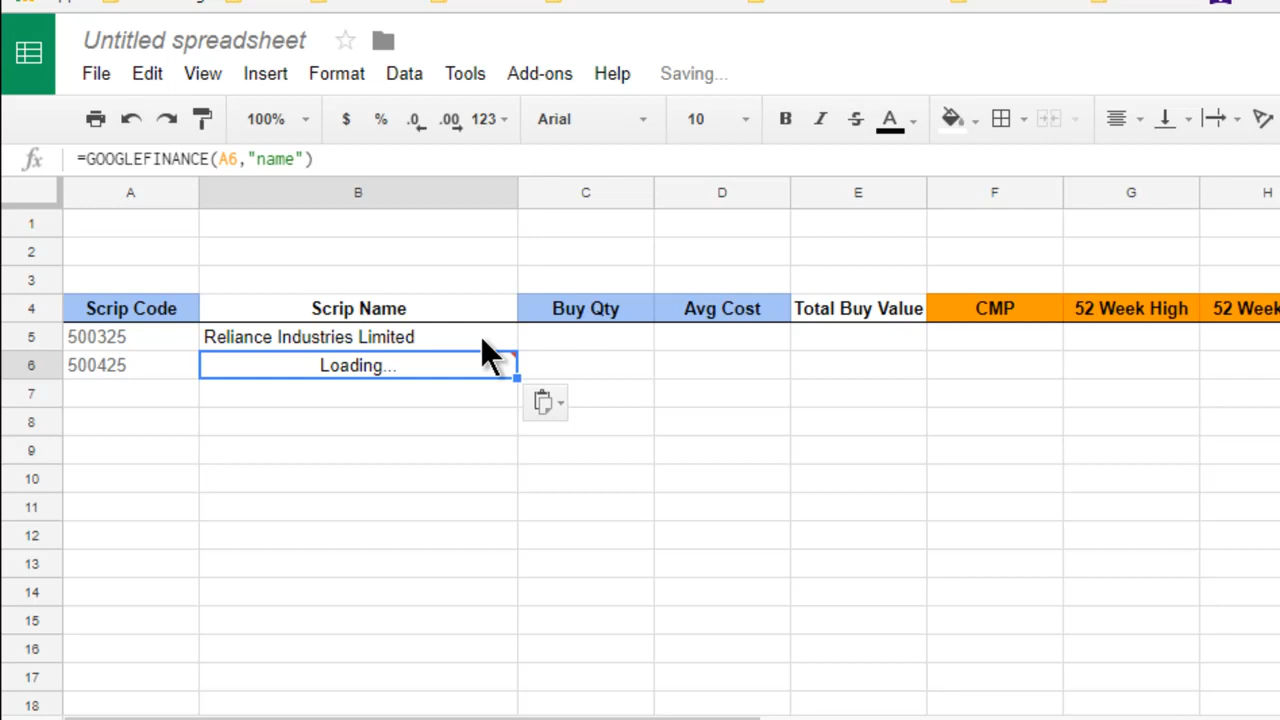 Untitled spreadsheet
File Edit View Insert Format Data Tools Add-ons Help Saving...
100% $ % .0 .00 123 Arial 10 B I S A
fx =GOOGLEFINANCE(A6,"name")
A B C D E F G H
1
2
3
4 Scrip Code Scrip Name Buy Qty Avg Cost Total Buy Value CMP 52 Week High 52 Week
5 500325 Reliance Industries Limited
6 500425 Loading...
7
8
9
10
11
12
13
14
15
16
17
18